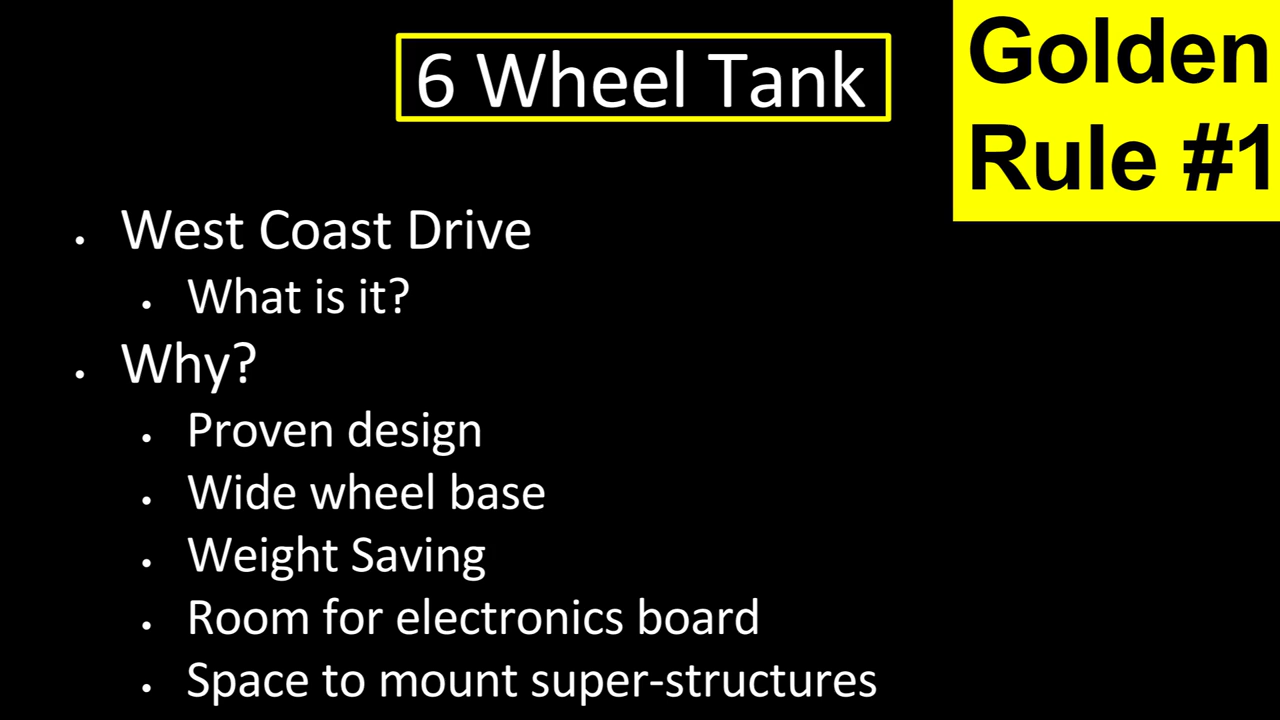 6 Wheel Tank
Golden
Rule #1
West Coast Drive
What is it?
Why?
Proven design
Wide wheel base
Weight Saving
Room for electronics board
Space to mount super-structures